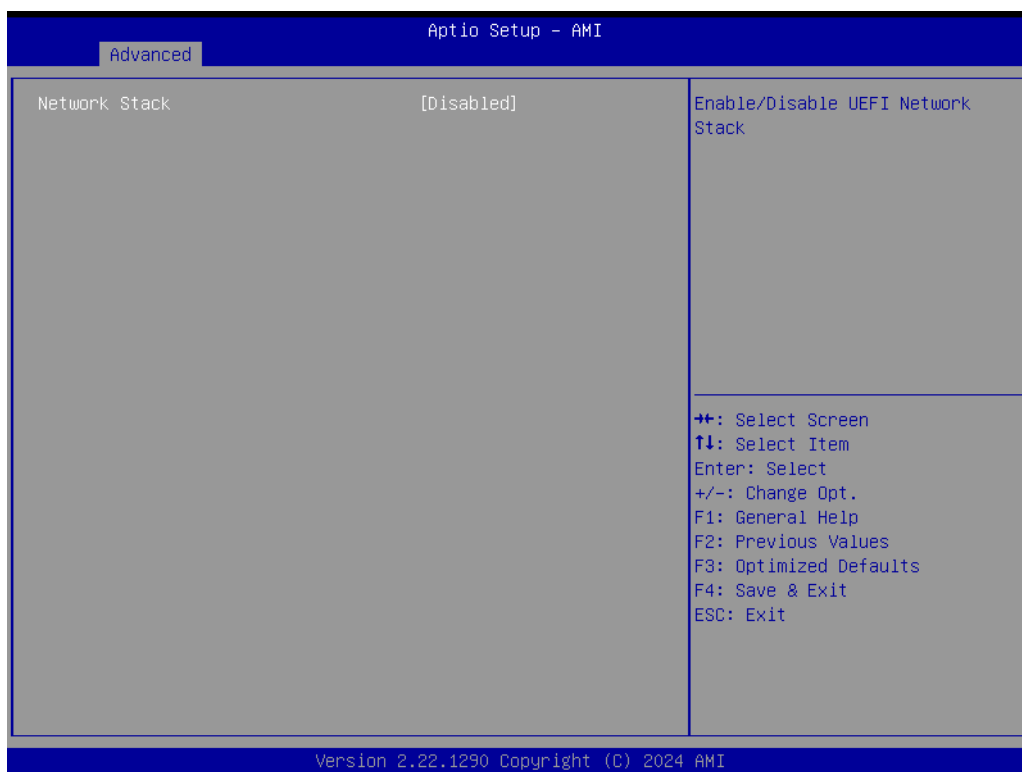 Aptio Setup – AMI
Advanced
Network Stack [Disabled]
Enable/Disable UEFI Network
Stack
→←: Select Screen
↑↓: Select Item
Enter: Select
+/-: Change Opt.
F1: General Help
F2: Previous Values
F3: Optimized Defaults
F4: Save & Exit
ESC: Exit
Version 2.22.1290 Copyright (C) 2024 AMI